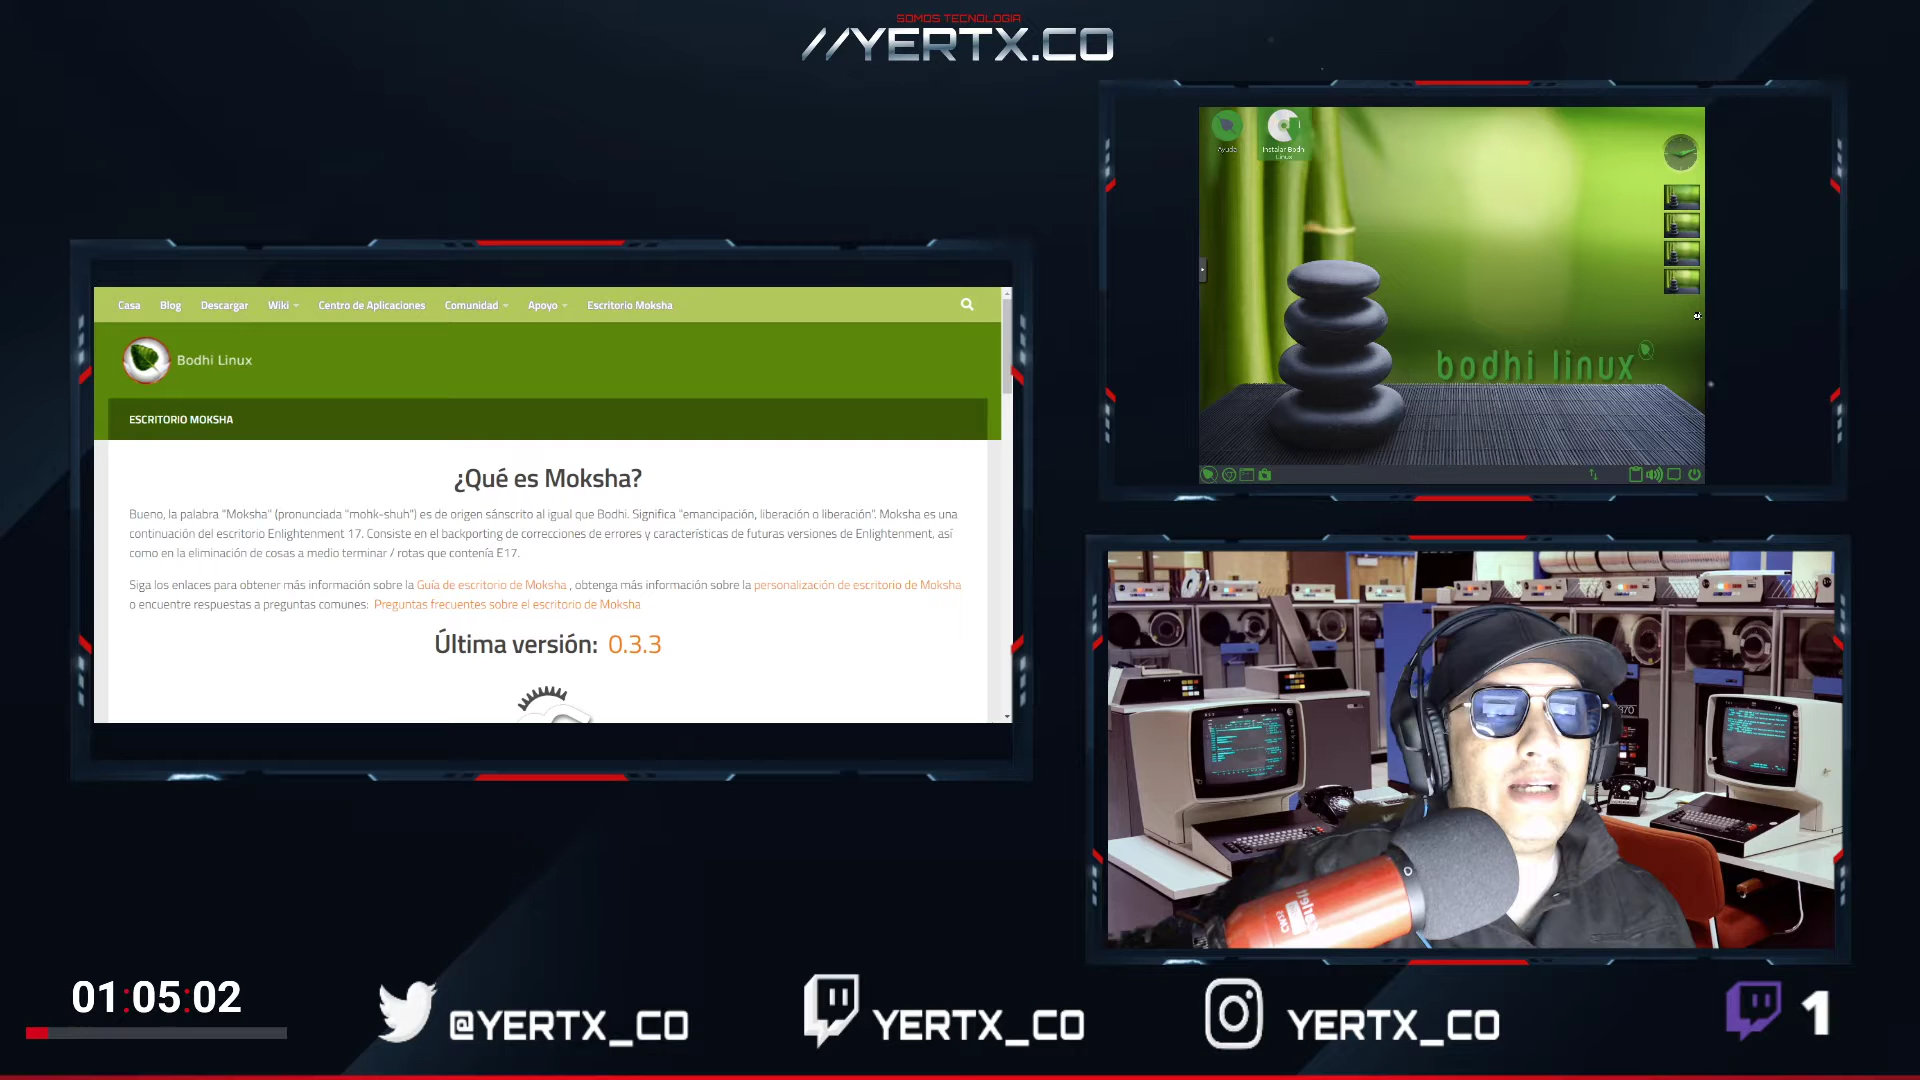 SOMOS TECNOLOGIA
//YERTX.CO
Casa Blog Descargar Wiki Centro de Aplicaciones Comunidad Apoyo Escritorio Moksha
Bodhi Linux
ESCRITORIO MOKSHA
¿Qué es Moksha?
Bueno, la palabra "Moksha" (pronunciada "mohk-shuh") es de origen sánscrito al igual que Bodhi. Significa "emancipación, liberación o liberación". Moksha es una
continuación del escritorio Enlightenment 17. Consiste en el backporting de correcciones de errores y características de futuras versiones de Enlightenment, así
como en la eliminación de cosas a medio terminar / rotas que contenía E17.
Siga los enlaces para obtener más información sobre la Guía de escritorio de Moksha , obtenga más información sobre la personalización de escritorio de Moksha
o encuentre respuestas a preguntas comunes: Preguntas frecuentes sobre el escritorio de Moksha
Última versión: 0.3.3
Ayuda
Instalar Bodhi
Linux
bodhi linux
370
01:05:02
@YERTX_CO
YERTX_CO
YERTX_CO
1